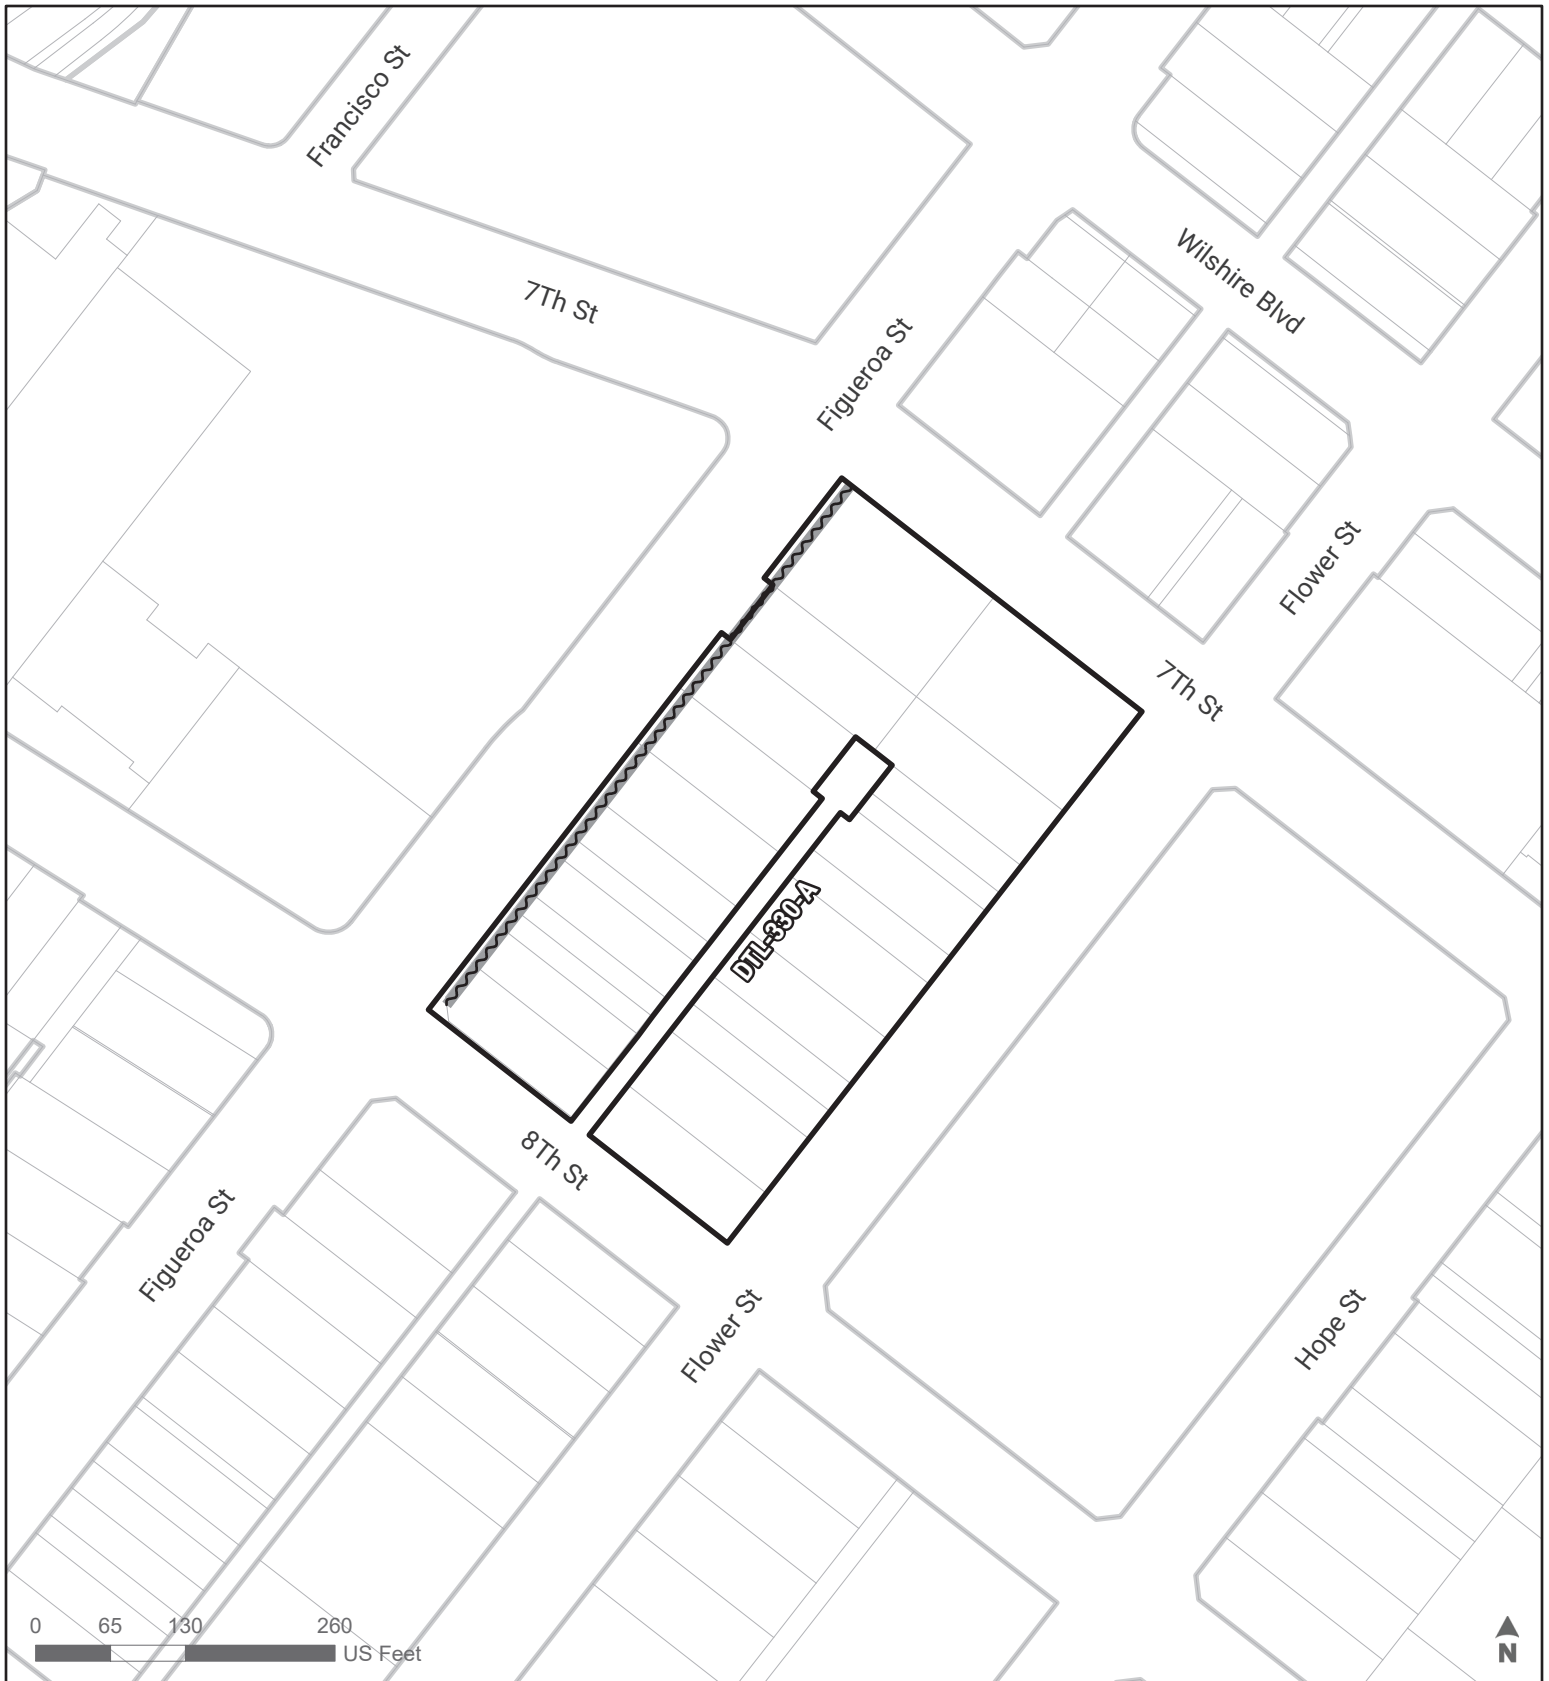 Francisco St
Wilshire Blvd
7Th St
Figueroa St
Flower St
7Th St
DTL-330-A
8Th St
Figueroa St
Flower St
Hope St
0 65 130 260
US Feet
N